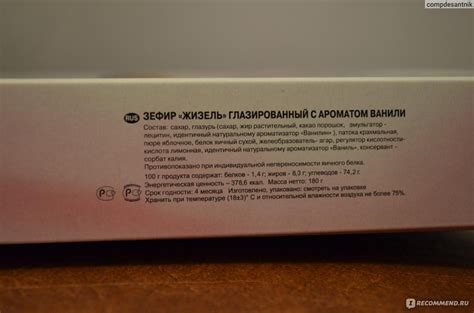 compdesantnik
RUS ЗЕФИР «ЖИЗЕЛЬ" ГЛАЗИРОВАННЫЙ С АРОМАТОМ ВАНИЛИ
Состав: сахар, глазурь (сахар, жир растительный, какао порошок, эмульгатор -
лецитин, идентичный натуральному ароматизатор «Ванилин»), патока крахмальная,
пюре яблочное, белок яичный сухой, желеобразователь- агар, регулятор кислотности-
кислота лимонная, идентичный натуральному ароматизатор «Ваниль», консервант -
сорбат калия.
Противопоказано при индивидуальной непереносимости яичного белка.
100 г продукта содержат: белков - 1,4 г; жиров - 8,3 г; углеводов - 74,2 г.
Энергетическая ценность – 378,6 ккал. Масса нетто: 180 г
Срок годности: 4 месяца Изготовлено, упаковано: смотреть на упаковке
Хранить при температуре (18±3)° С и относительной влажности воздуха не более 75%.
IRECOMMEND.RU